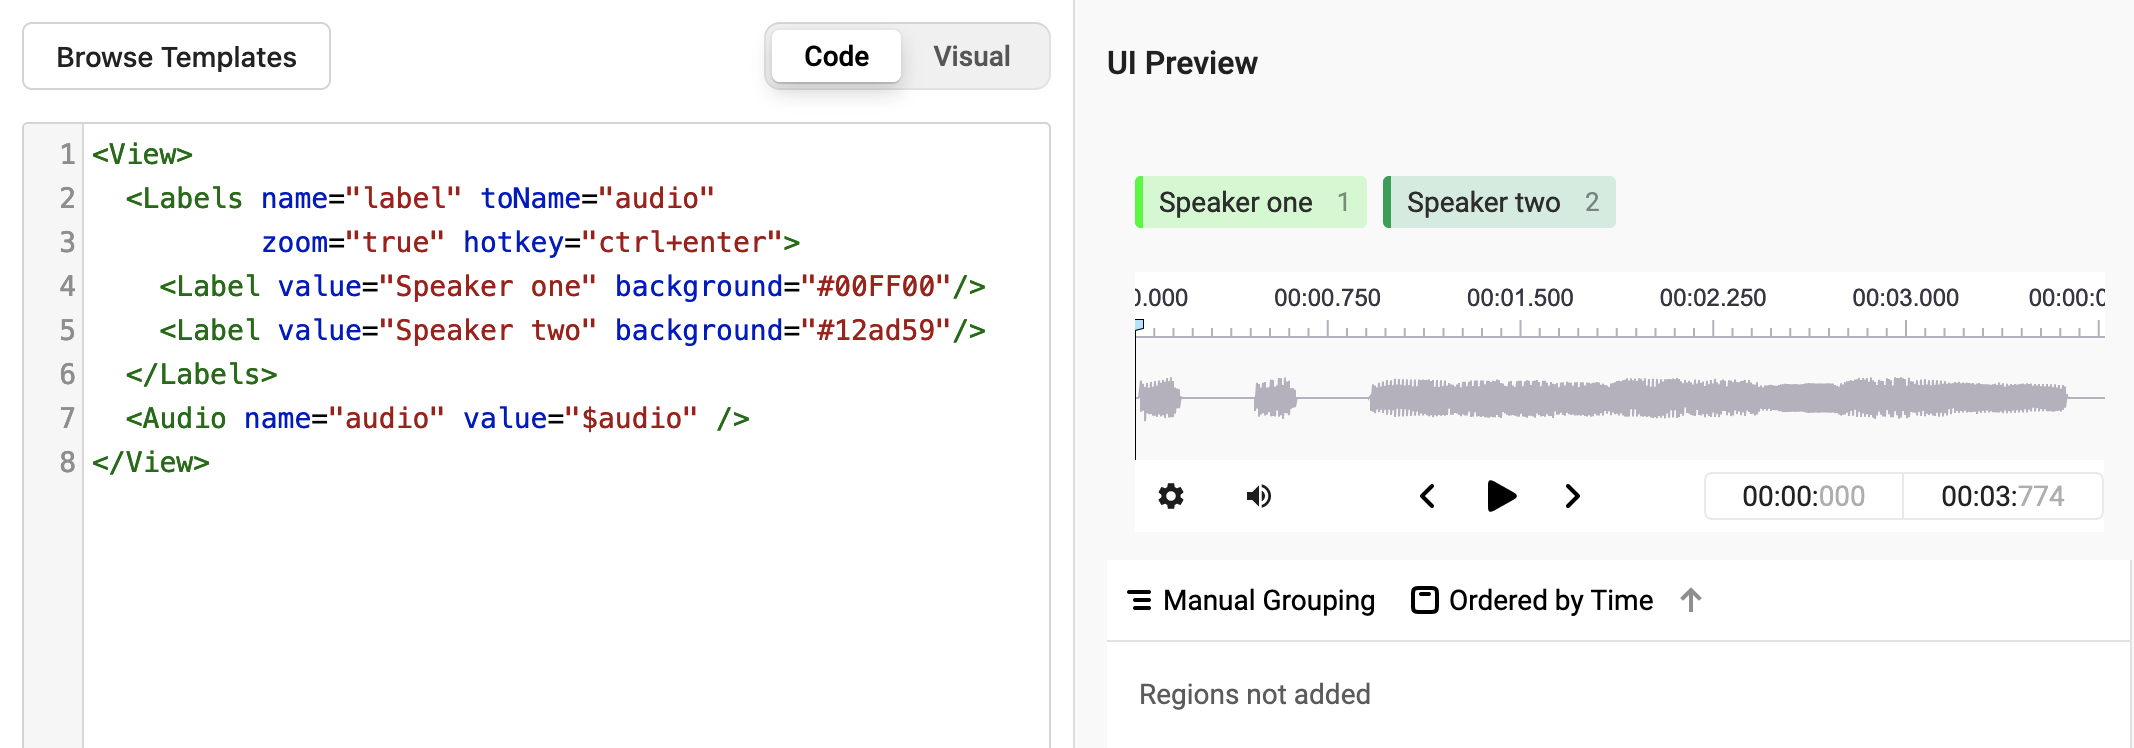 Browse Templates
Code
Visual
1 <View>
2   <Labels name="label" toName="audio"
3           zoom="true" hotkey="ctrl+enter">
4     <Label value="Speaker one" background="#00FF00"/>
5     <Label value="Speaker two" background="#12ad59"/>
6   </Labels>
7   <Audio name="audio" value="$audio" />
8 </View>
UI Preview
Speaker one 1 Speaker two 2
0.000 00:00.750 00:01.500 00:02.250 00:03.000 00:00:0
00:00:000 00:03:774
Manual Grouping Ordered by Time
Regions not added